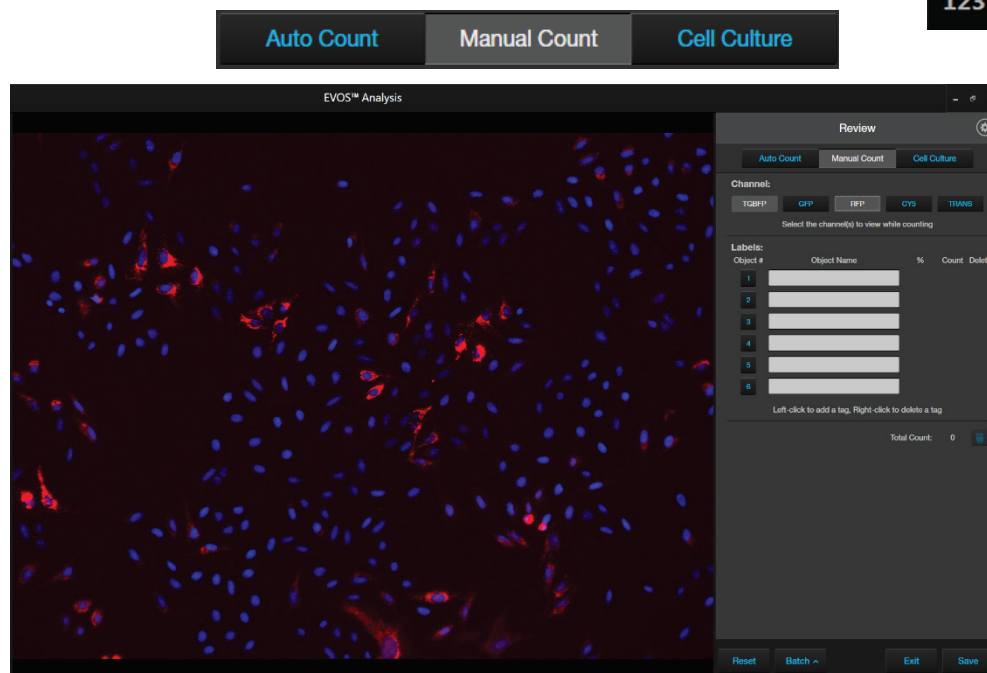 123
Auto Count Manual Count Cell Culture
EVOS™ Analysis
Review
Auto Count Manual Count Cell Culture
Channel:
TGBFP GFP RFP CY5 TRANS
Select the channel(s) to view while counting
Labels:
Object # Object Name % Count Delet
1
2
3
4
5
6
Left-click to add a tag, Right-click to delete a tag
Total Count: 0
Reset Batch Exit Save